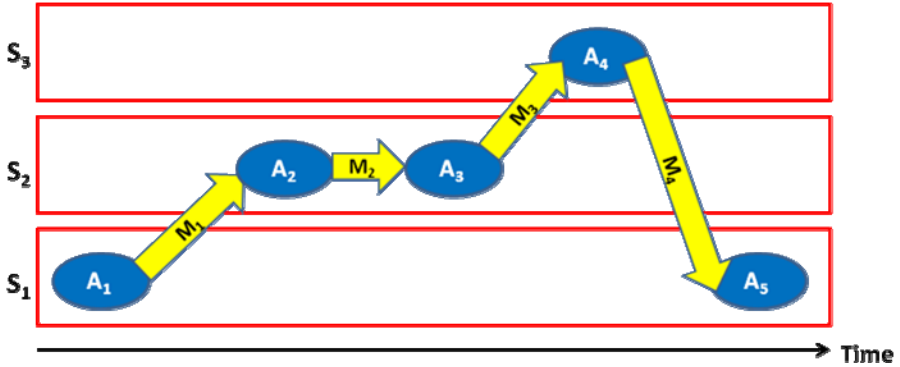 S₃
A₄
M₃
S₂
A₂
M₂
A₃
M₄
M₁
S₁
A₁
A₅
Time